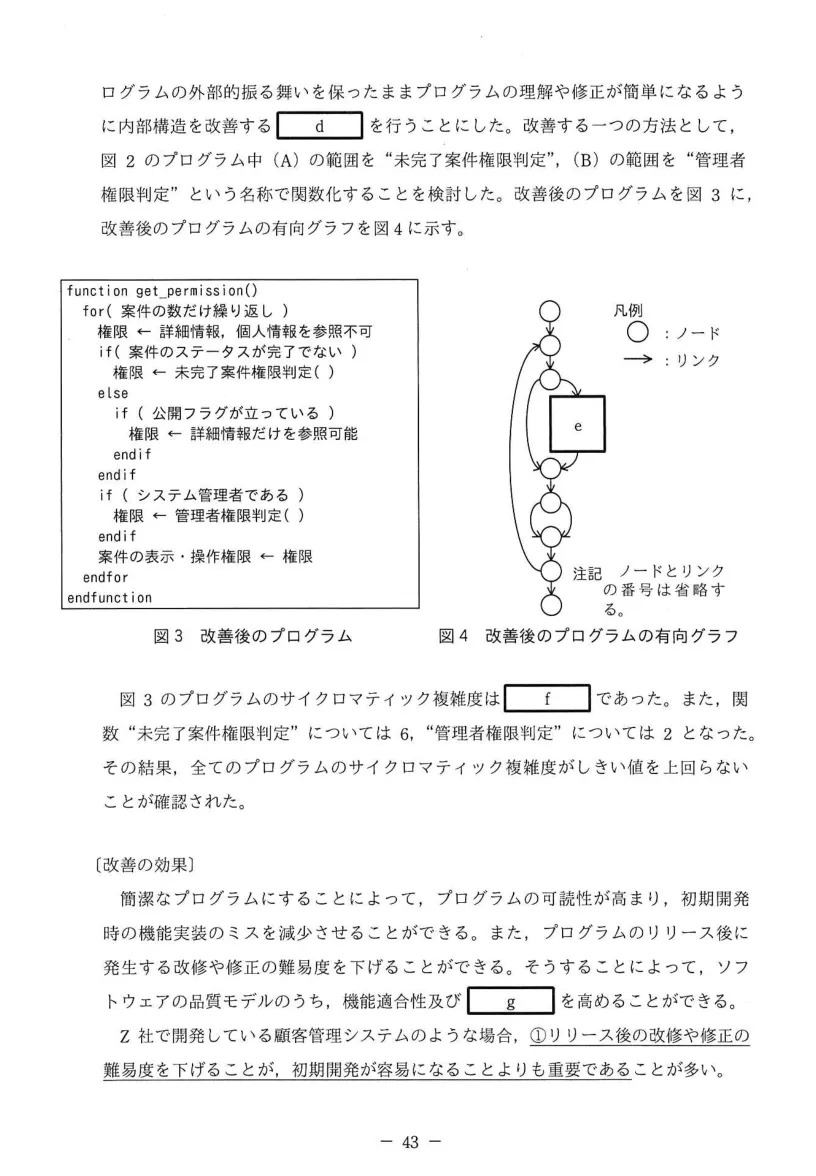 ログラムの外部的振る舞いを保ったままプログラムの理解や修正が簡単になるよう
に内部構造を改善する d を行うことにした。改善する一つの方法として，
図 2 のプログラム中（A）の範囲を“未完了案件権限判定”，（B）の範囲を“管理者
権限判定”という名称で関数化することを検討した。改善後のプログラムを図 3 に，
改善後のプログラムの有向グラフを図 4 に示す。
function get_permission()
for( 案件の数だけ繰り返し )
権限 ← 詳細情報，個人情報を参照不可
if( 案件のステータスが完了でない )
権限 ← 未完了案件権限判定( )
else
if ( 公開フラグが立っている )
権限 ← 詳細情報だけを参照可能
endif
endif
if ( システム管理者である )
権限 ← 管理者権限判定( )
endif
案件の表示・操作権限 ← 権限
endfor
endfunction
図 3　改善後のプログラム
凡例
：ノード
：リンク
e
注記　ノードとリンク
の番号は省略す
る。
図 4　改善後のプログラムの有向グラフ
図 3 のプログラムのサイクロマティック複雑度は f であった。また，関
数“未完了案件権限判定”については 6，“管理者権限判定”については 2 となった。
その結果，全てのプログラムのサイクロマティック複雑度がしきい値を上回らない
ことが確認された。
〔改善の効果〕
簡潔なプログラムにすることによって，プログラムの可読性が高まり，初期開発
時の機能実装のミスを減少させることができる。また，プログラムのリリース後に
発生する改修や修正の難易度を下げることができる。そうすることによって，ソフ
トウェアの品質モデルのうち，機能適合性及び g を高めることができる。
Z 社で開発している顧客管理システムのような場合，①リリース後の改修や修正の
難易度を下げることが，初期開発が容易になることよりも重要であることが多い。
－ 43 －